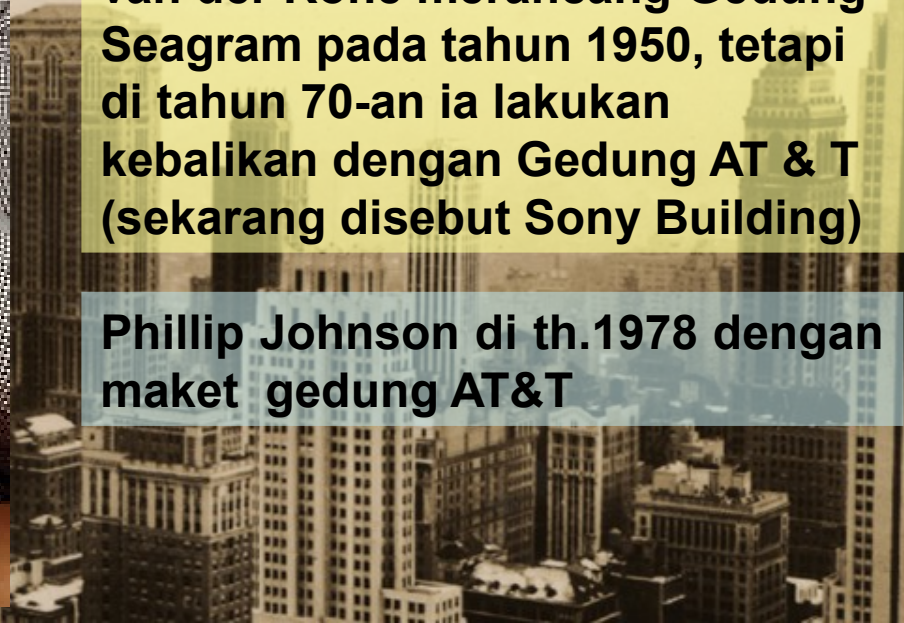 Seagram pada tahun 1950, tetapi
di tahun 70-an ia lakukan
kebalikan dengan Gedung AT & T
(sekarang disebut Sony Building)
Phillip Johnson di th.1978 dengan
maket gedung AT&T